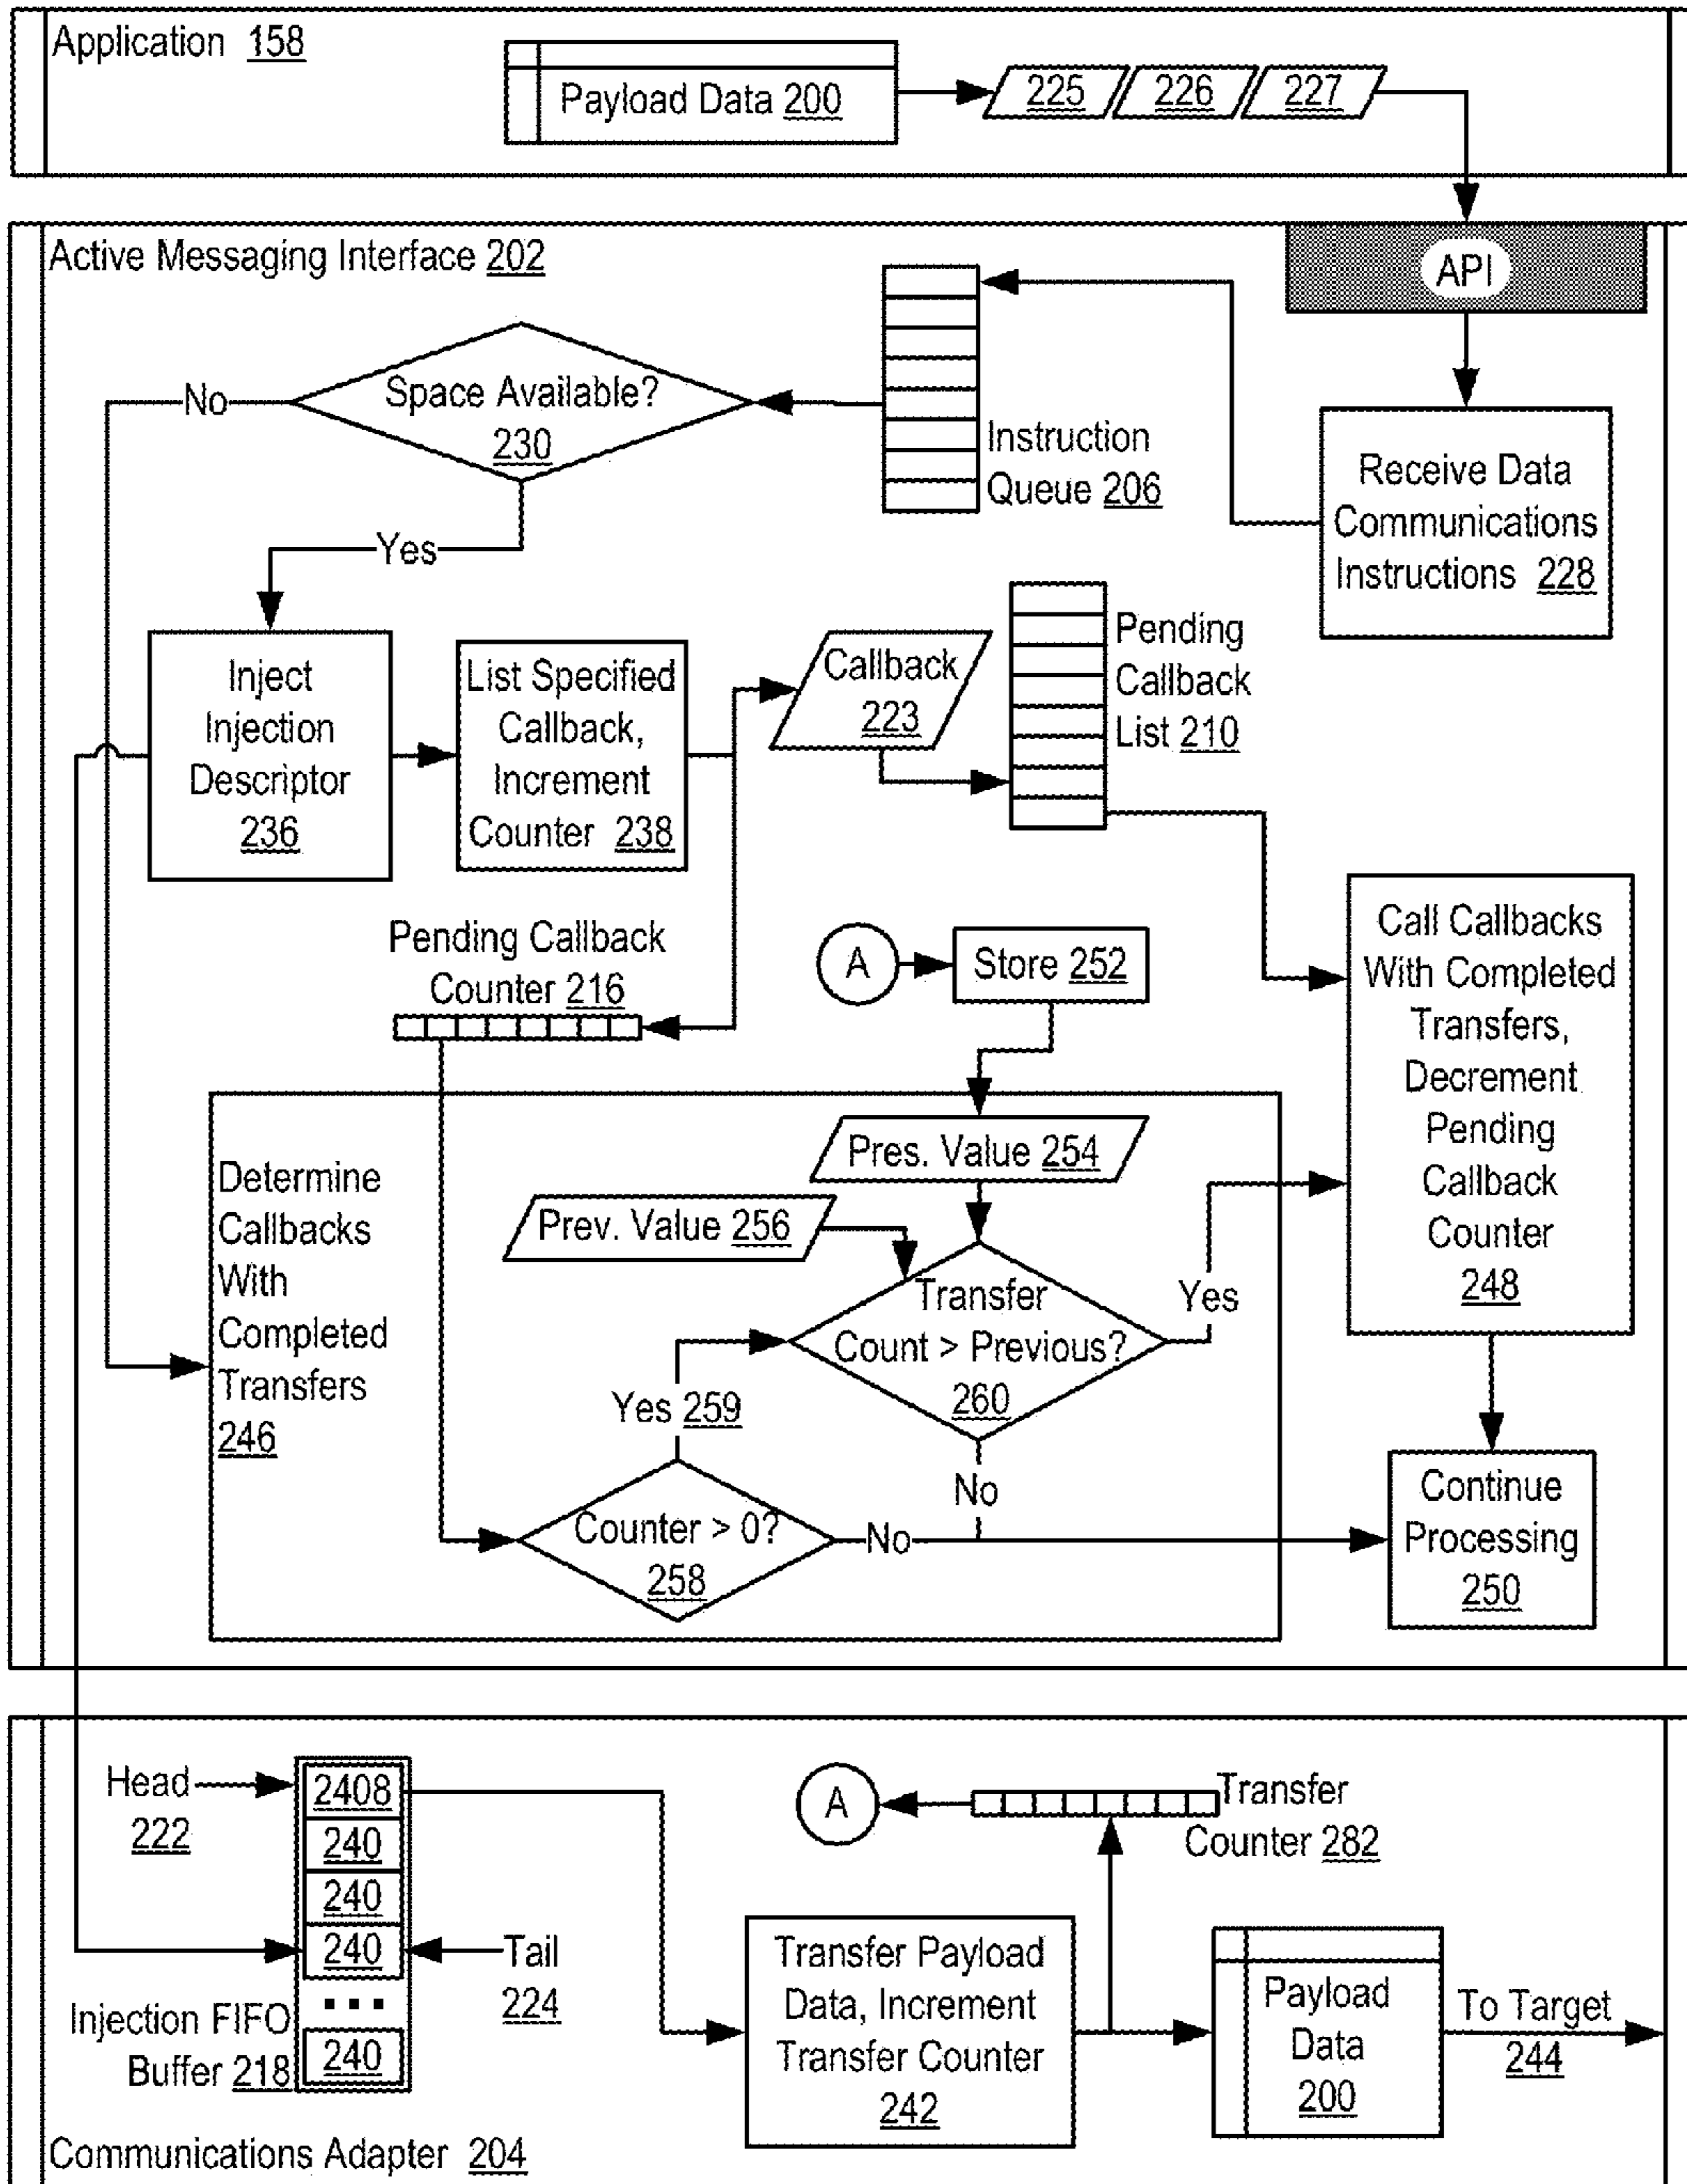 Application 158
Payload Data 200
225
226
227
Active Messaging Interface 202
API
No
Space Available?
230
Instruction
Queue 206
Receive Data
Communications
Instructions 228
Yes
Inject
Injection
Descriptor
236
List Specified
Callback,
Increment
Counter 238
Callback
223
Pending
Callback
List 210
Pending Callback
Counter 216
A
Store 252
Call Callbacks
With Completed
Transfers,
Decrement
Pending
Callback
Counter
248
Determine
Callbacks
With
Completed
Transfers
246
Pres. Value 254
Prev. Value 256
Transfer
Count > Previous?
260
Yes
Yes 259
No
Counter > 0?
258
No
Continue
Processing
250
Head
222
2408
240
240
240
...
240
Tail
224
Injection FIFO
Buffer 218
A
Transfer
Counter 282
Transfer Payload
Data, Increment
Transfer Counter
242
Payload
Data
200
To Target
244
Communications Adapter 204